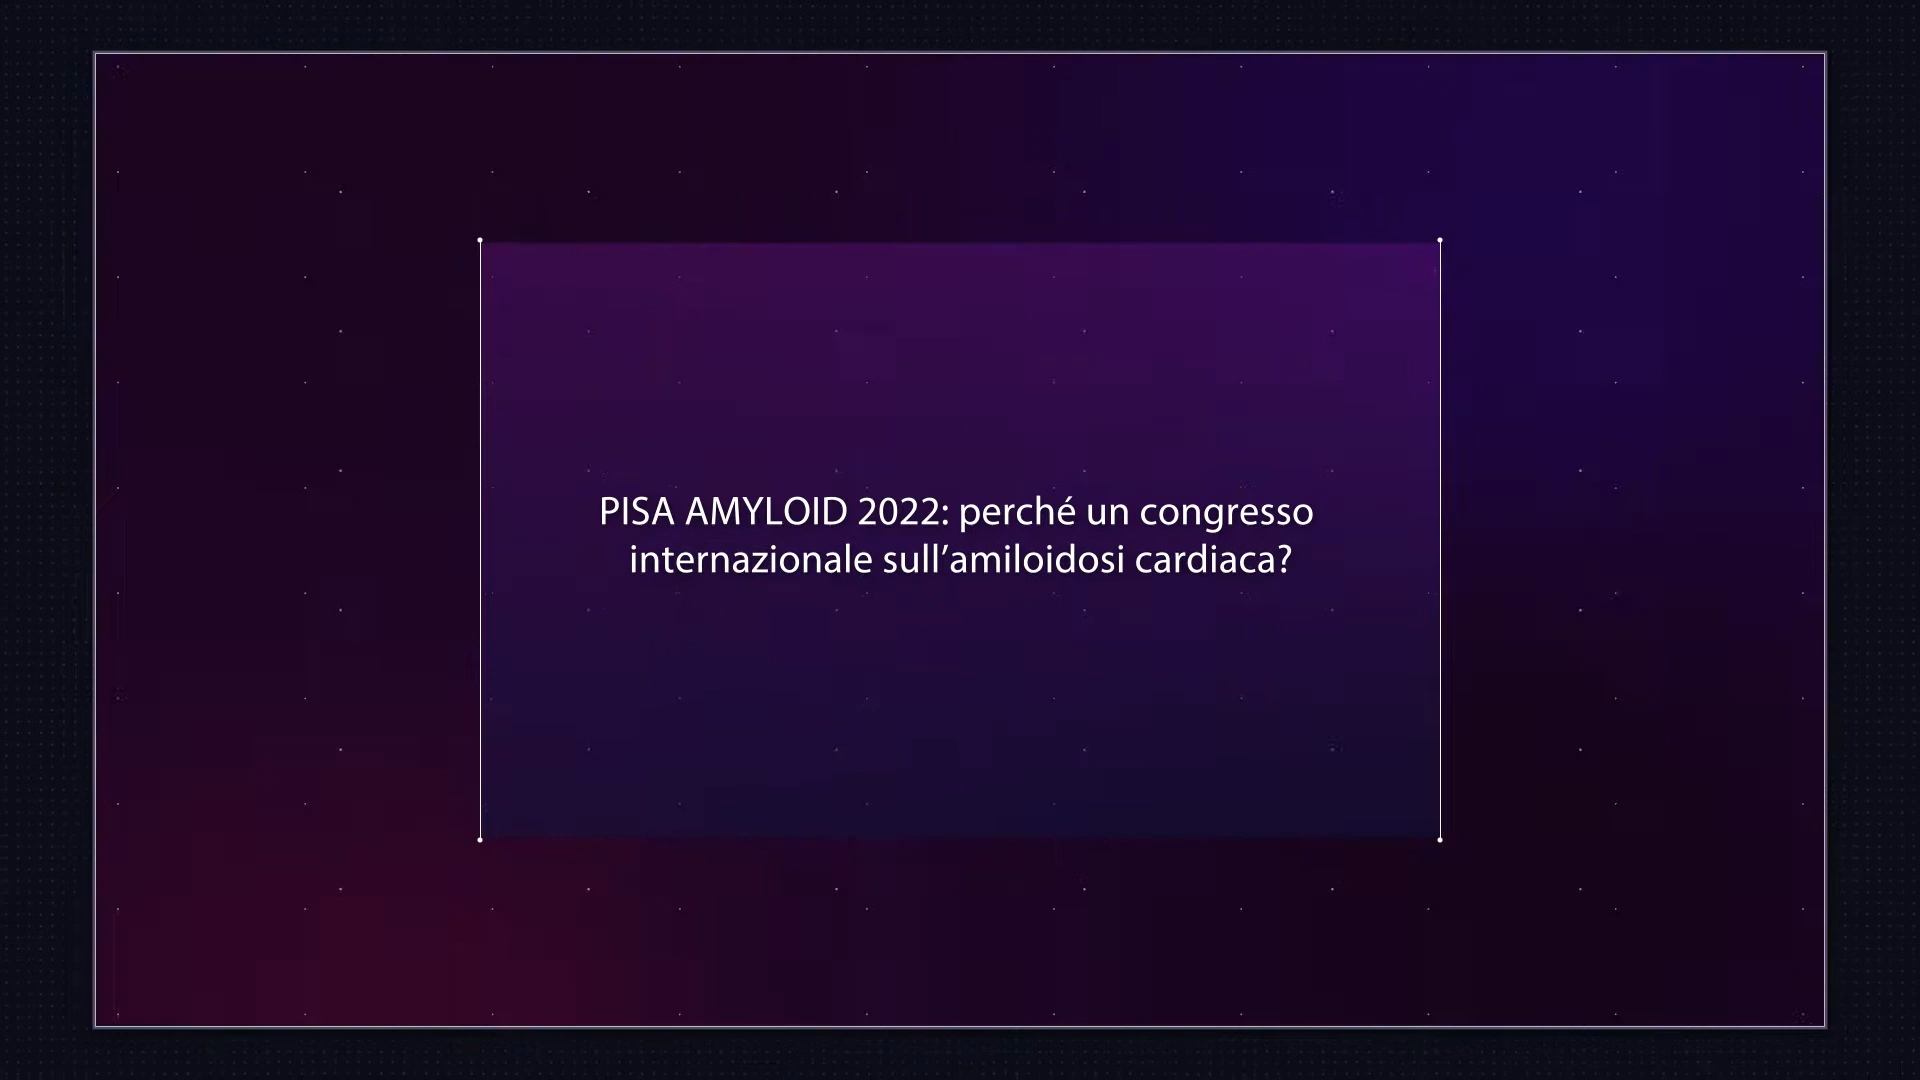 PISA AMYLOID 2022: perché un congresso
internazionale sull’amiloidosi cardiaca?